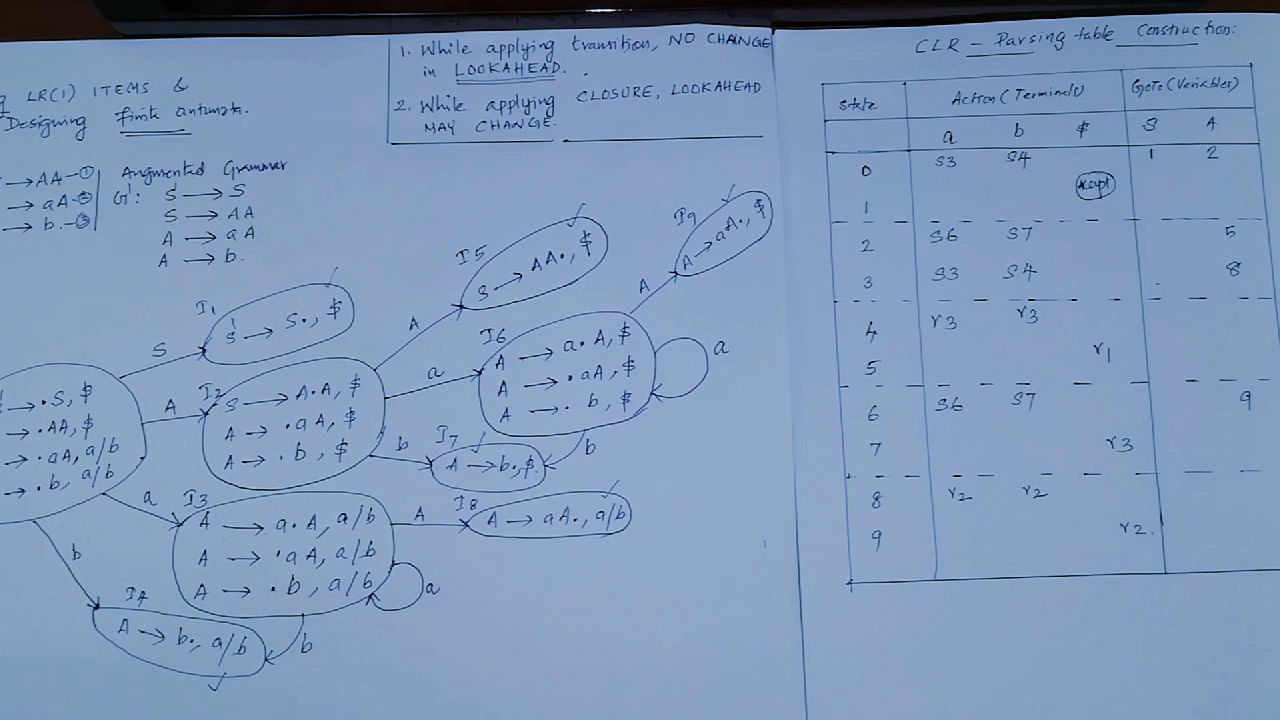 LR(1) ITEMS &
Designing finite automata.
→ AA - ①
→ aA - ②
→ b. - ③
Augmented Grammar
G': S' → S
S → AA
A → aA
A → b.
1. While applying transition, NO CHANGE
in LOOKAHEAD.
2. While applying CLOSURE, LOOKAHEAD
MAY CHANGE.
→ .S, $
→ .AA, $
→ .aA, a/b
→ .b, a/b
S
A
a
b
I1
S' → S., $
I2
S → A.A, $
A → .aA, $
A → .b, $
A
a
b
I5
S → AA., $
I6
A → a.A, $
A → .aA, $
A → .b, $
A
a
b
I9
A → aA., $
I7
A → b., $
I3
A → a.A, a/b
A → .aA, a/b
A → .b, a/b
A
a
b
I8
A → aA., a/b
I4
A → b., a/b
CLR - Parsing table Construction:
State Action (Terminals) GoTo (Variables)
a b $ S A
0 S3 S4 1 2
1 accept
2 S6 S7 5
3 S3 S4 8
4 r3 r3
5 r1
6 S6 S7 9
7 r3
8 r2 r2
9 r2.